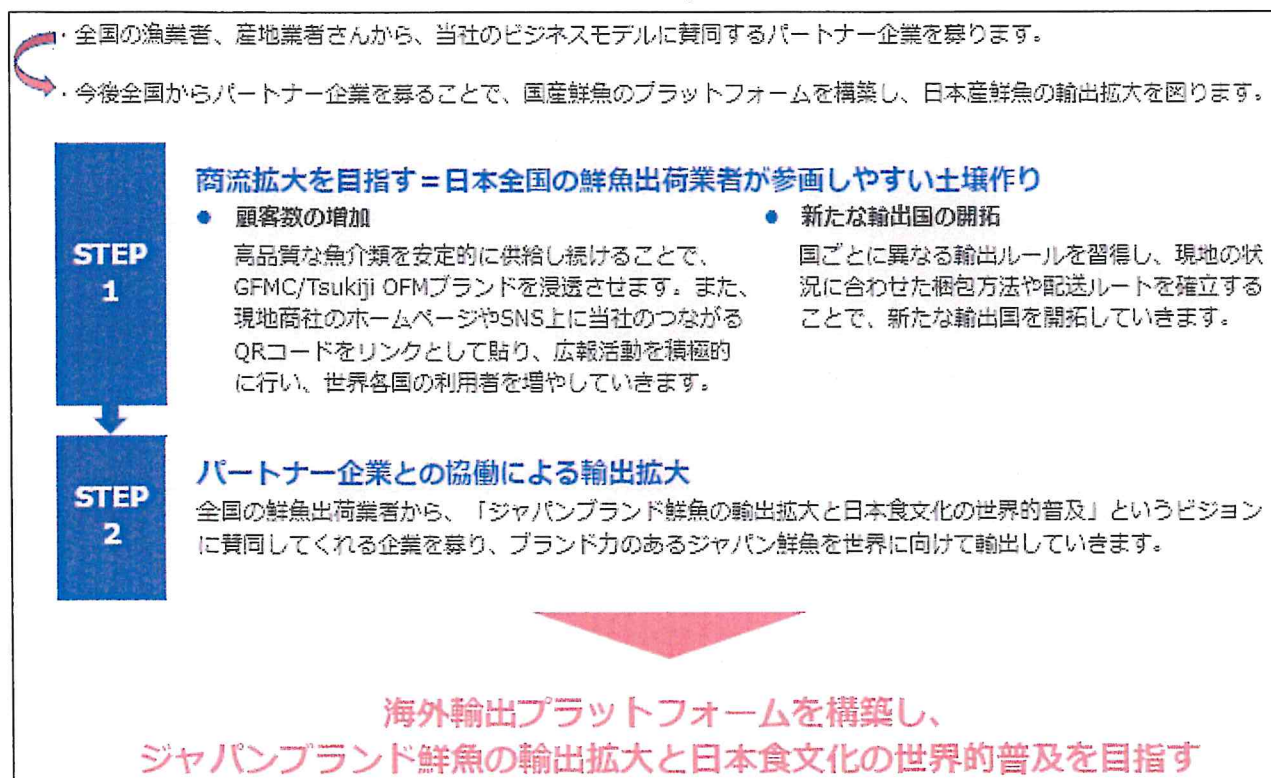 ・全国の漁業者、産地業者さんから、当社のビジネスモデルに賛同するパートナー企業を募ります。
・今後全国からパートナー企業を募ることで、国産鮮魚のプラットフォームを構築し、日本産鮮魚の輸出拡大を図ります。
STEP
1
商流拡大を目指す＝日本全国の鮮魚出荷業者が参画しやすい土壌作り
● 顧客数の増加
高品質な魚介類を安定的に供給し続けることで、
GFMC/Tsukiji OFMブランドを浸透させます。また、
現地商社のホームページやSNS上に当社のつながる
QRコードをリンクとして貼り、広報活動を積極的
に行い、世界各国の利用者を増やしていきます。
● 新たな輸出国の開拓
国ごとに異なる輸出ルールを習得し、現地の状
況に合わせた梱包方法や配送ルートを確立する
ことで、新たな輸出国を開拓していきます。
STEP
2
パートナー企業との協働による輸出拡大
全国の鮮魚出荷業者から、「ジャパンブランド鮮魚の輸出拡大と日本食文化の世界的普及」というビジョン
に賛同してくれる企業を募り、ブランド力のあるジャパン鮮魚を世界に向けて輸出していきます。
海外輸出プラットフォームを構築し、
ジャパンブランド鮮魚の輸出拡大と日本食文化の世界的普及を目指す